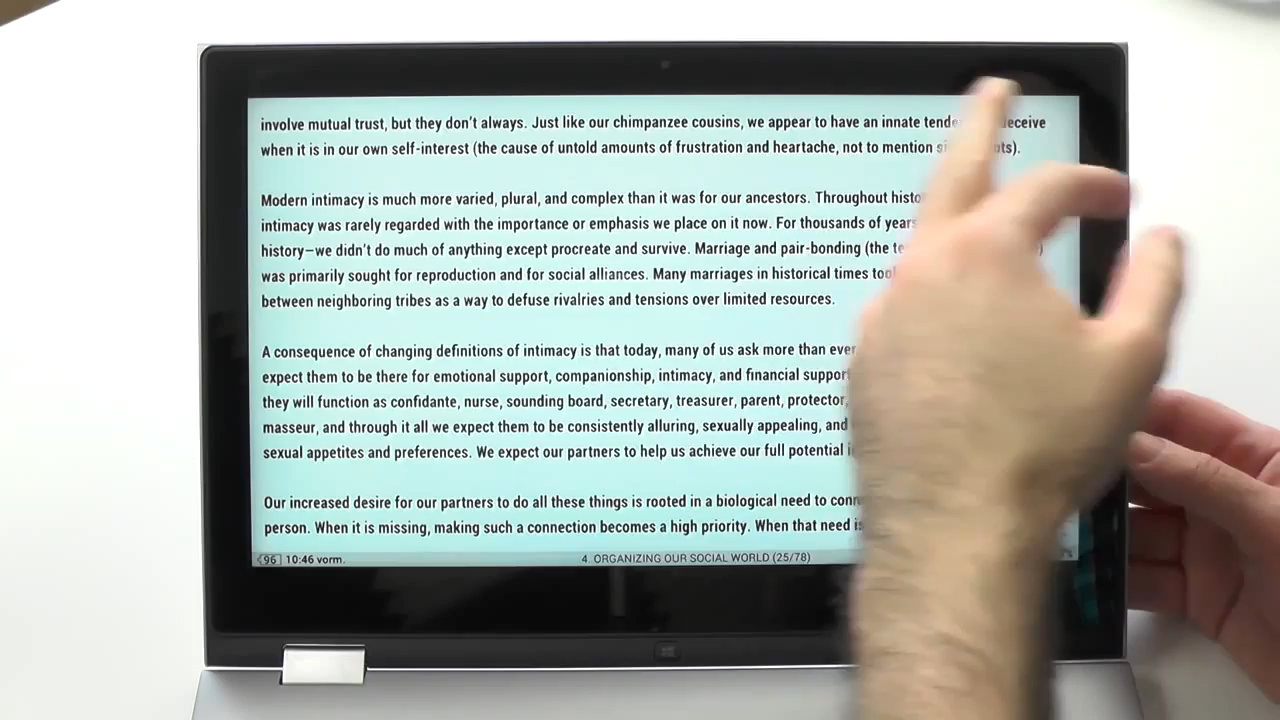 involve mutual trust, but they don't always. Just like our chimpanzee cousins, we appear to have an innate
when it is in our own self-interest (the cause of untold amounts of frustration and heartache, not to mention
Modern intimacy is much more varied, plural, and complex than it was for our ancestors. Throughout
intimacy was rarely regarded with the importance or emphasis we place on it now. For thousands of years
history—we didn't do much of anything except procreate and survive. Marriage and pair-bonding (the
was primarily sought for reproduction and for social alliances. Many marriages in historical times
between neighboring tribes as a way to defuse rivalries and tensions over limited resources.
A consequence of changing definitions of intimacy is that today, many of us ask more than ever
expect them to be there for emotional support, companionship, intimacy, and financial support
they will function as confidante, nurse, sounding board, secretary, treasurer, parent, protector,
masseur, and through it all we expect them to be consistently alluring, sexually appealing, and
sexual appetites and preferences. We expect our partners to help us achieve our full potential
Our increased desire for our partners to do all these things is rooted in a biological need to
person. When it is missing, making such a connection becomes a high priority. When that need
96 10:46 vorm. 4. ORGANIZING OUR SOCIAL WORLD (25/78)